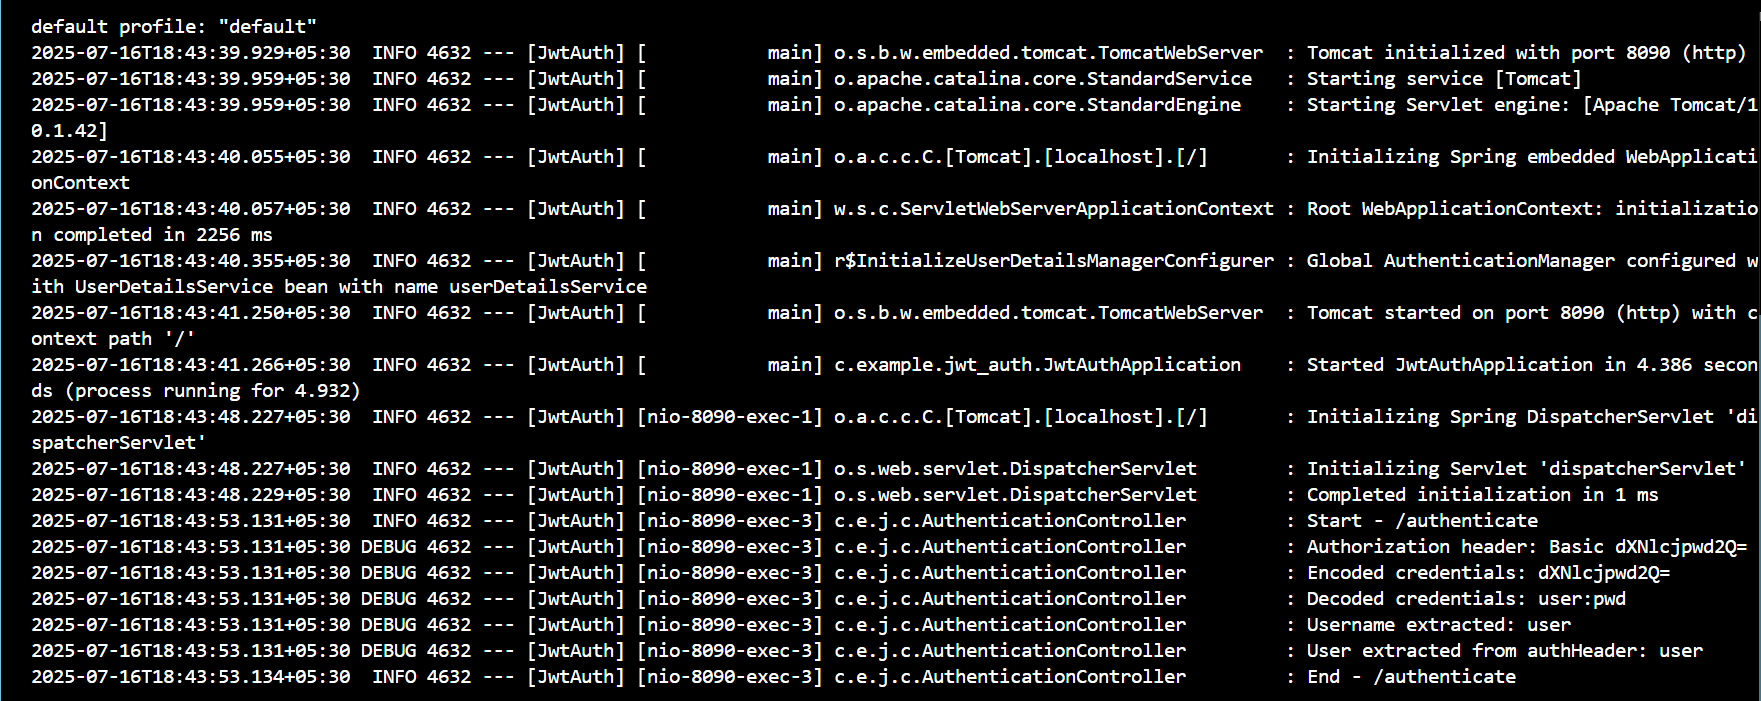 default profile: "default"
2025-07-16T18:43:39.929+05:30  INFO 4632 --- [JwtAuth] [           main] o.s.b.w.embedded.tomcat.TomcatWebServer  : Tomcat initialized with port 8090 (http)
2025-07-16T18:43:39.959+05:30  INFO 4632 --- [JwtAuth] [           main] o.apache.catalina.core.StandardService   : Starting service [Tomcat]
2025-07-16T18:43:39.959+05:30  INFO 4632 --- [JwtAuth] [           main] o.apache.catalina.core.StandardEngine    : Starting Servlet engine: [Apache Tomcat/1
0.1.42]
2025-07-16T18:43:40.055+05:30  INFO 4632 --- [JwtAuth] [           main] o.a.c.c.C.[Tomcat].[localhost].[/]       : Initializing Spring embedded WebApplicati
onContext
2025-07-16T18:43:40.057+05:30  INFO 4632 --- [JwtAuth] [           main] w.s.c.ServletWebServerApplicationContext : Root WebApplicationContext: initializatio
n completed in 2256 ms
2025-07-16T18:43:40.355+05:30  INFO 4632 --- [JwtAuth] [           main] r$InitializeUserDetailsManagerConfigurer : Global AuthenticationManager configured w
ith UserDetailsService bean with name userDetailsService
2025-07-16T18:43:41.250+05:30  INFO 4632 --- [JwtAuth] [           main] o.s.b.w.embedded.tomcat.TomcatWebServer  : Tomcat started on port 8090 (http) with c
ontext path '/'
2025-07-16T18:43:41.266+05:30  INFO 4632 --- [JwtAuth] [           main] c.example.jwt_auth.JwtAuthApplication    : Started JwtAuthApplication in 4.386 secon
ds (process running for 4.932)
2025-07-16T18:43:48.227+05:30  INFO 4632 --- [JwtAuth] [nio-8090-exec-1] o.a.c.c.C.[Tomcat].[localhost].[/]       : Initializing Spring DispatcherServlet 'di
spatcherServlet'
2025-07-16T18:43:48.227+05:30  INFO 4632 --- [JwtAuth] [nio-8090-exec-1] o.s.web.servlet.DispatcherServlet        : Initializing Servlet 'dispatcherServlet'
2025-07-16T18:43:48.229+05:30  INFO 4632 --- [JwtAuth] [nio-8090-exec-1] o.s.web.servlet.DispatcherServlet        : Completed initialization in 1 ms
2025-07-16T18:43:53.131+05:30  INFO 4632 --- [JwtAuth] [nio-8090-exec-3] c.e.j.c.AuthenticationController         : Start - /authenticate
2025-07-16T18:43:53.131+05:30 DEBUG 4632 --- [JwtAuth] [nio-8090-exec-3] c.e.j.c.AuthenticationController         : Authorization header: Basic dXNlcjpwd2Q=
2025-07-16T18:43:53.131+05:30 DEBUG 4632 --- [JwtAuth] [nio-8090-exec-3] c.e.j.c.AuthenticationController         : Encoded credentials: dXNlcjpwd2Q=
2025-07-16T18:43:53.131+05:30 DEBUG 4632 --- [JwtAuth] [nio-8090-exec-3] c.e.j.c.AuthenticationController         : Decoded credentials: user:pwd
2025-07-16T18:43:53.131+05:30 DEBUG 4632 --- [JwtAuth] [nio-8090-exec-3] c.e.j.c.AuthenticationController         : Username extracted: user
2025-07-16T18:43:53.131+05:30 DEBUG 4632 --- [JwtAuth] [nio-8090-exec-3] c.e.j.c.AuthenticationController         : User extracted from authHeader: user
2025-07-16T18:43:53.134+05:30  INFO 4632 --- [JwtAuth] [nio-8090-exec-3] c.e.j.c.AuthenticationController         : End - /authenticate